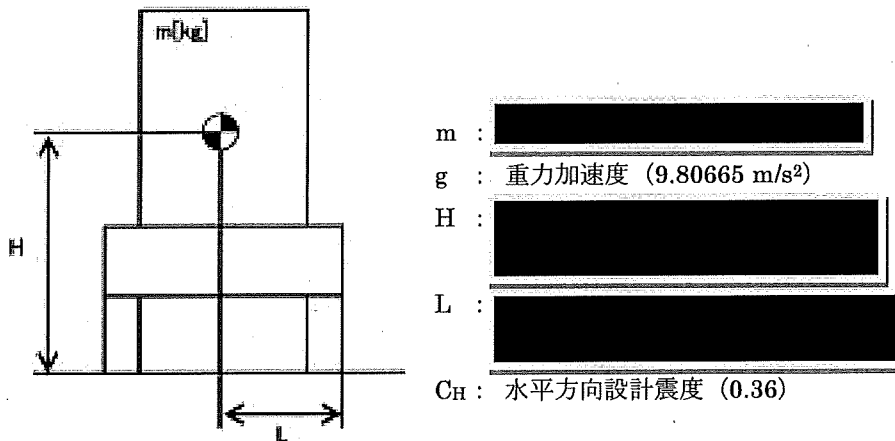 m[kg]
H
L
m :
g : 重力加速度（9.80665 m/s²）
H :
L :
CH : 水平方向設計震度（0.36）